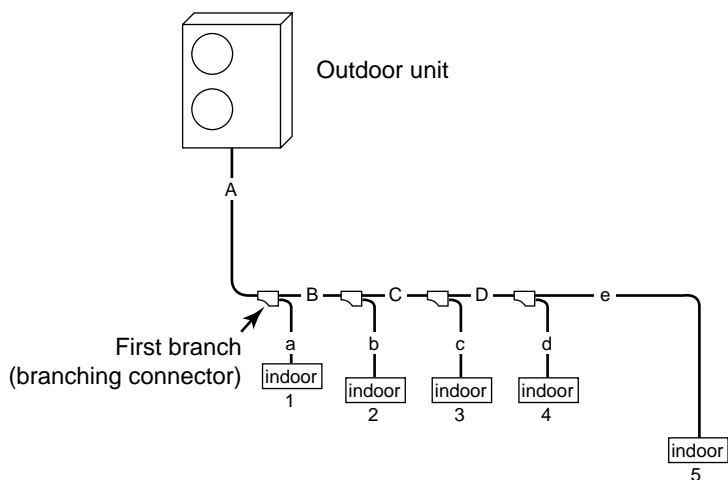 Outdoor unit
A
B
C
D
e
First branch
(branching connector)
a
b
c
d
indoor
1
indoor
2
indoor
3
indoor
4
indoor
5